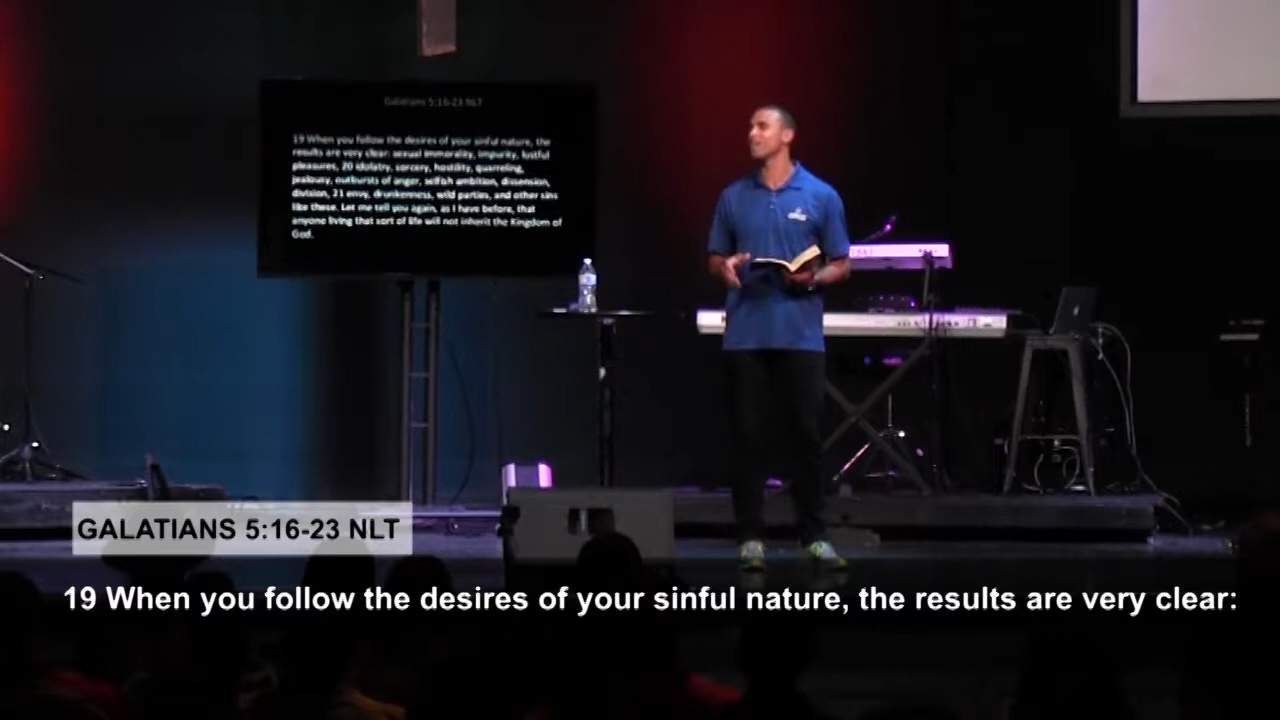 Galatians 5:16-23 NLT
19 When you follow the desires of your sinful nature, the
results are very clear: sexual immorality, impurity, lustful
pleasures, 20 idolatry, sorcery, hostility, quarreling,
jealousy, outbursts of anger, selfish ambition, dissension,
division, 21 envy, drunkenness, wild parties, and other sins
like these. Let me tell you again, as I have before, that
anyone living that sort of life will not inherit the Kingdom of
God.
GALATIANS 5:16-23 NLT
19 When you follow the desires of your sinful nature, the results are very clear: